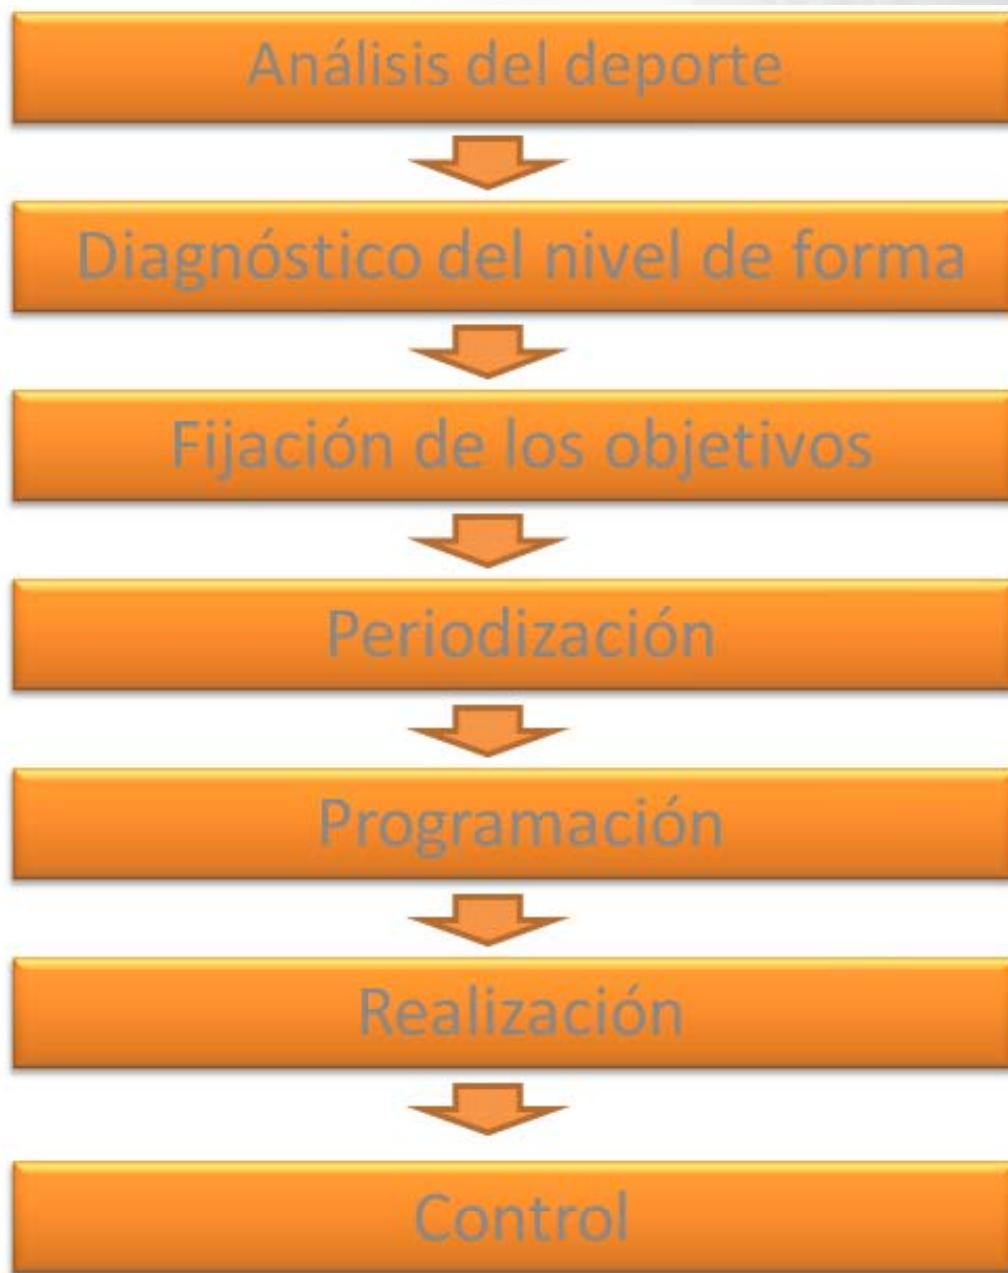 Análisis del deporte
Diagnóstico del nivel de forma
Fijación de los objetivos
Periodización
Programación
Realización
Control